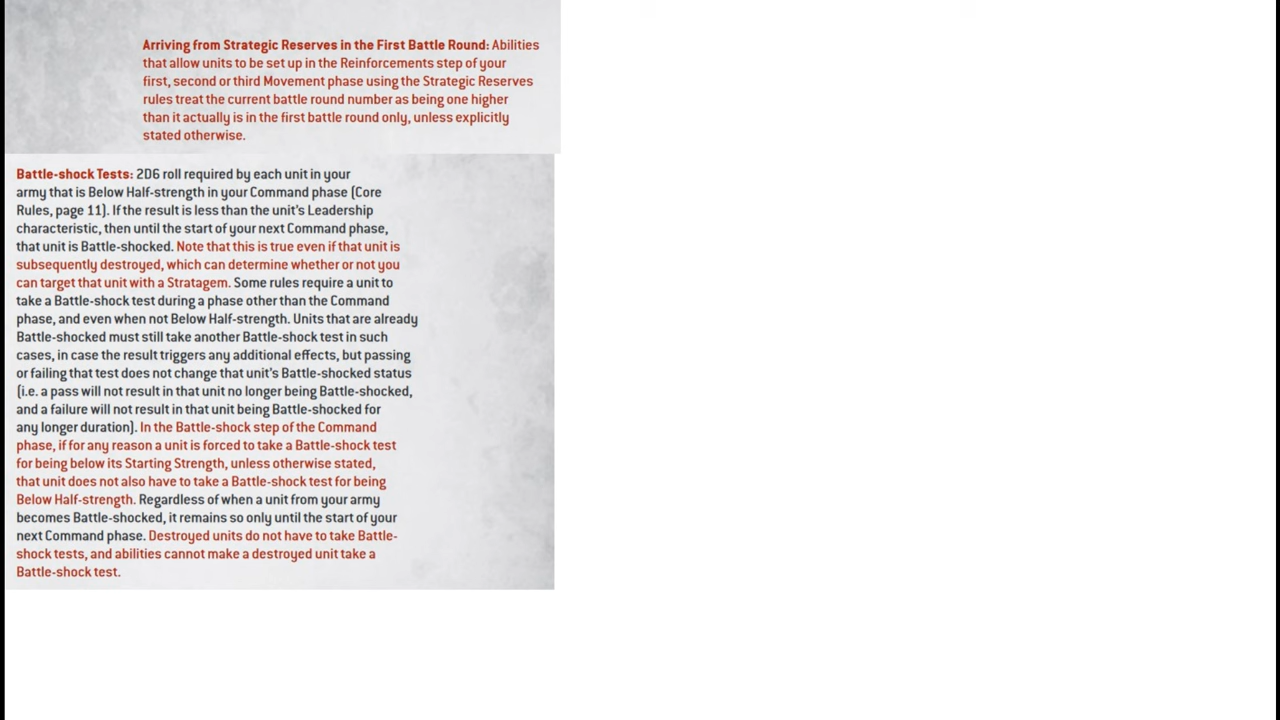 Arriving from Strategic Reserves in the First Battle Round: Abilities
that allow units to be set up in the Reinforcements step of your
first, second or third Movement phase using the Strategic Reserves
rules treat the current battle round number as being one higher
than it actually is in the first battle round only, unless explicitly
stated otherwise.
Battle-shock Tests: 2D6 roll required by each unit in your
army that is Below Half-strength in your Command phase (Core
Rules, page 11). If the result is less than the unit's Leadership
characteristic, then until the start of your next Command phase,
that unit is Battle-shocked. Note that this is true even if that unit is
subsequently destroyed, which can determine whether or not you
can target that unit with a Stratagem. Some rules require a unit to
take a Battle-shock test during a phase other than the Command
phase, and even when not Below Half-strength. Units that are already
Battle-shocked must still take another Battle-shock test in such
cases, in case the result triggers any additional effects, but passing
or failing that test does not change that unit's Battle-shocked status
(i.e. a pass will not result in that unit no longer being Battle-shocked,
and a failure will not result in that unit being Battle-shocked for
any longer duration). In the Battle-shock step of the Command
phase, if for any reason a unit is forced to take a Battle-shock test
for being below its Starting Strength, unless otherwise stated,
that unit does not also have to take a Battle-shock test for being
Below Half-strength. Regardless of when a unit from your army
becomes Battle-shocked, it remains so only until the start of your
next Command phase. Destroyed units do not have to take Battle-
shock tests, and abilities cannot make a destroyed unit take a
Battle-shock test.